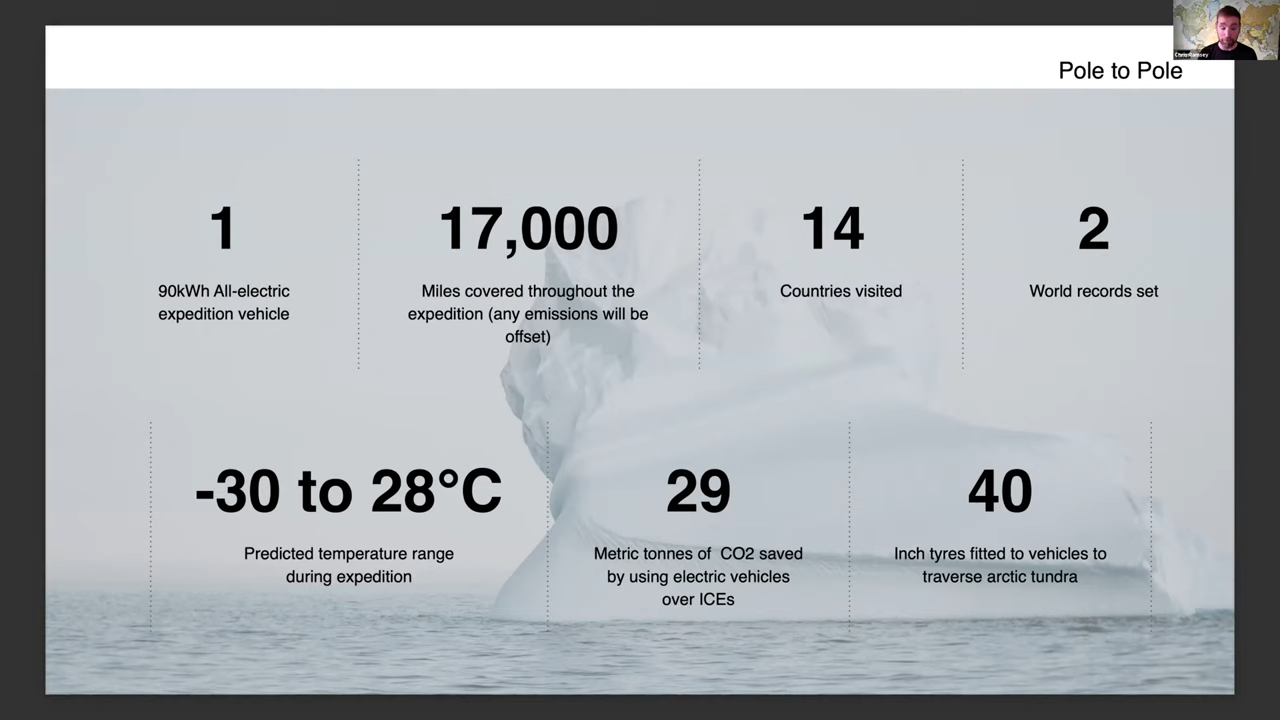 Chris Ramsey
Pole to Pole
1
90kWh All-electric
expedition vehicle
17,000
Miles covered throughout the
expedition (any emissions will be
offset)
14
Countries visited
2
World records set
-30 to 28°C
Predicted temperature range
during expedition
29
Metric tonnes of  CO2 saved
by using electric vehicles
over ICEs
40
Inch tyres fitted to vehicles to
traverse arctic tundra